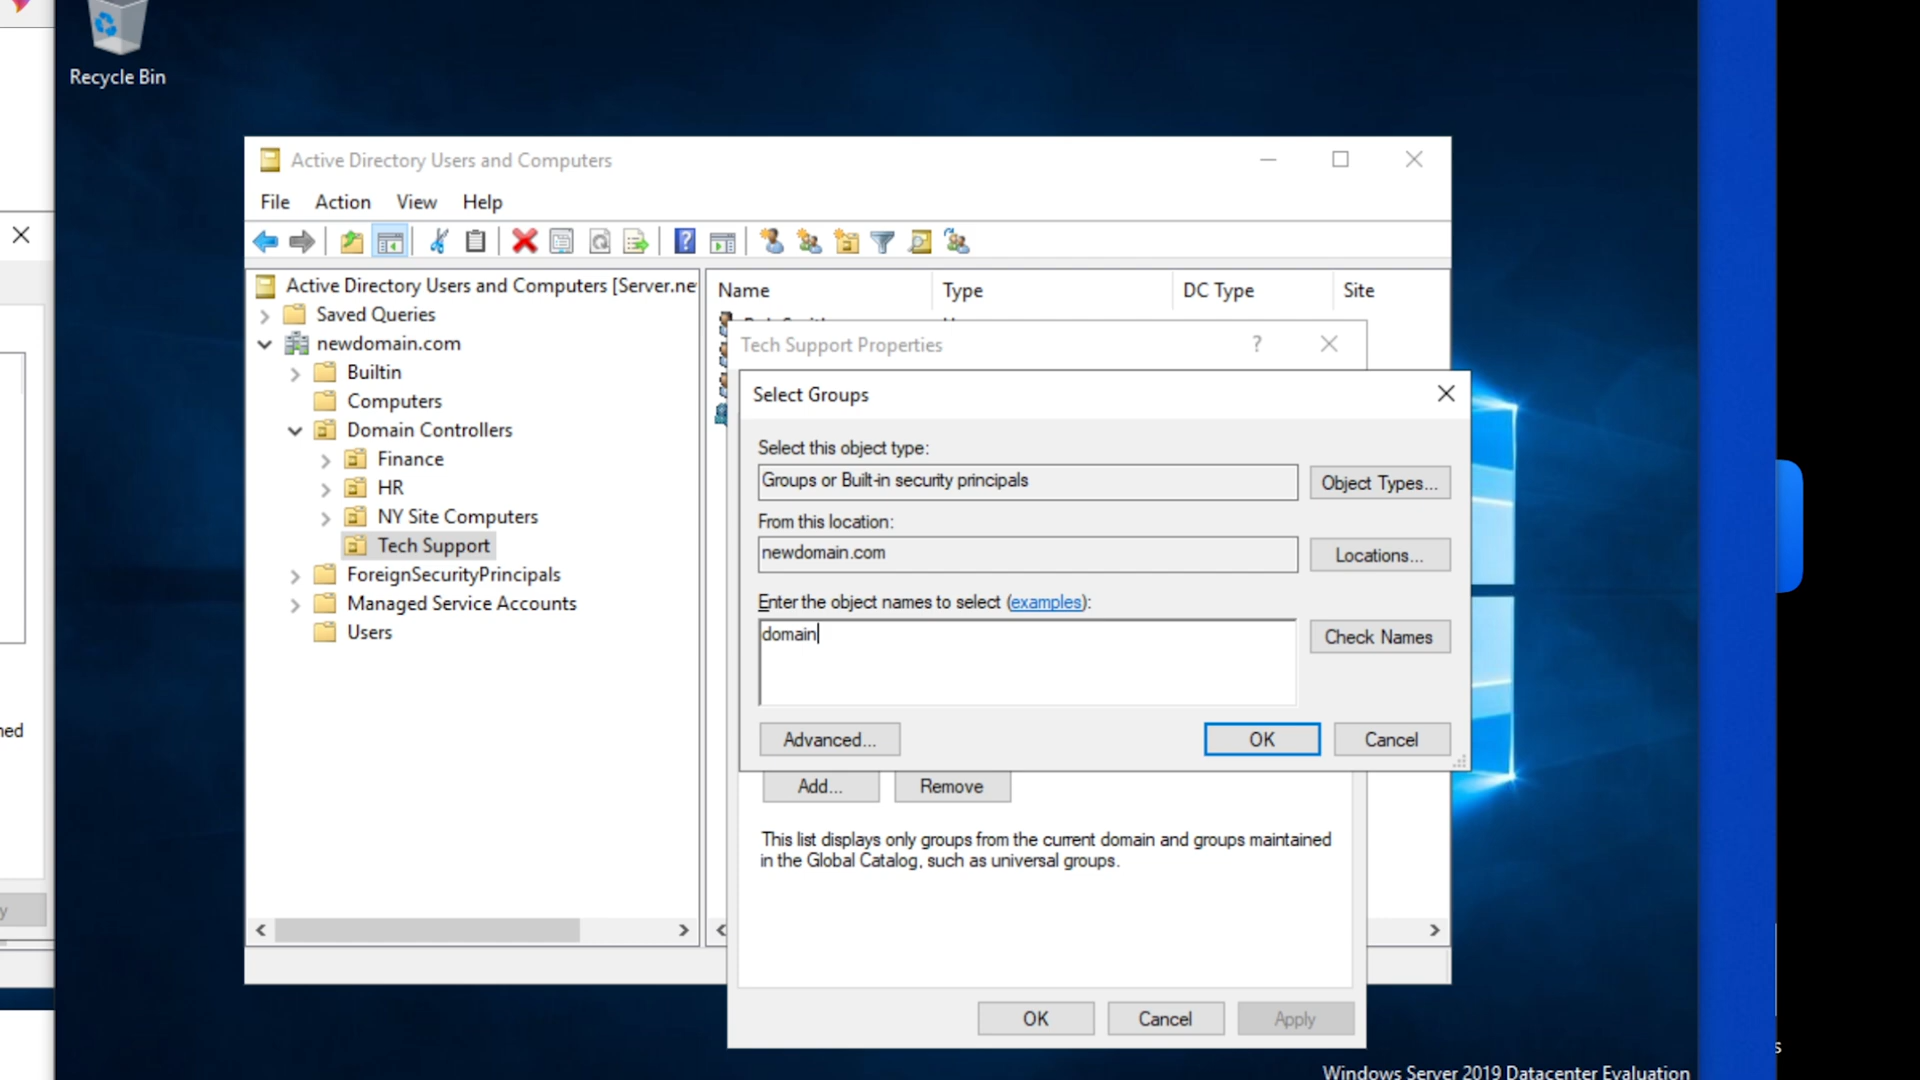 Recycle Bin
Active Directory Users and Computers
File Action View Help
Active Directory Users and Computers [Server.ne
Saved Queries
newdomain.com
Builtin
Computers
Domain Controllers
Finance
HR
NY Site Computers
Tech Support
ForeignSecurityPrincipals
Managed Service Accounts
Users
Name Type DC Type Site
Tech Support Properties
Select Groups
Select this object type:
Groups or Built-in security principals
Object Types...
From this location:
newdomain.com
Locations...
Enter the object names to select (examples):
domain
Check Names
Advanced...
OK
Cancel
Add...
Remove
This list displays only groups from the current domain and groups maintained
in the Global Catalog, such as universal groups.
OK
Cancel
Apply
ned
y
s
Windows Server 2019 Datacenter Evaluation